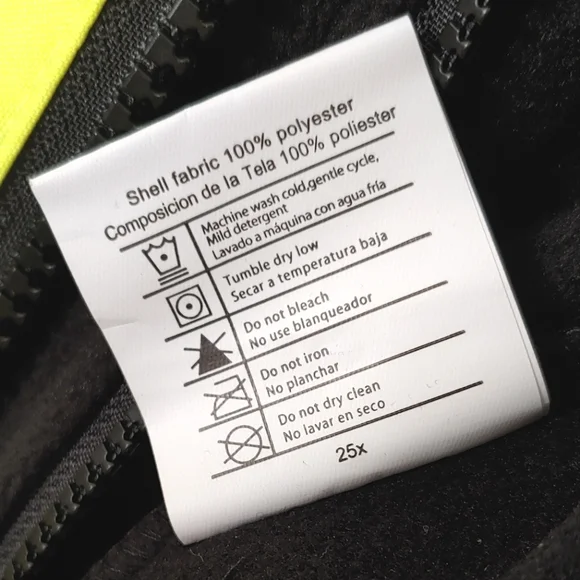 Shell fabric 100% polyester
Composicion de la Tela 100% poliester
Machine wash cold,gentle cycle,
Mild detergent
Lavado a máquina con agua fría
Tumble dry low
Secar a temperatura baja
Do not bleach
No use blanqueador
Do not iron
No planchar
Do not dry clean
No lavar en seco
25x